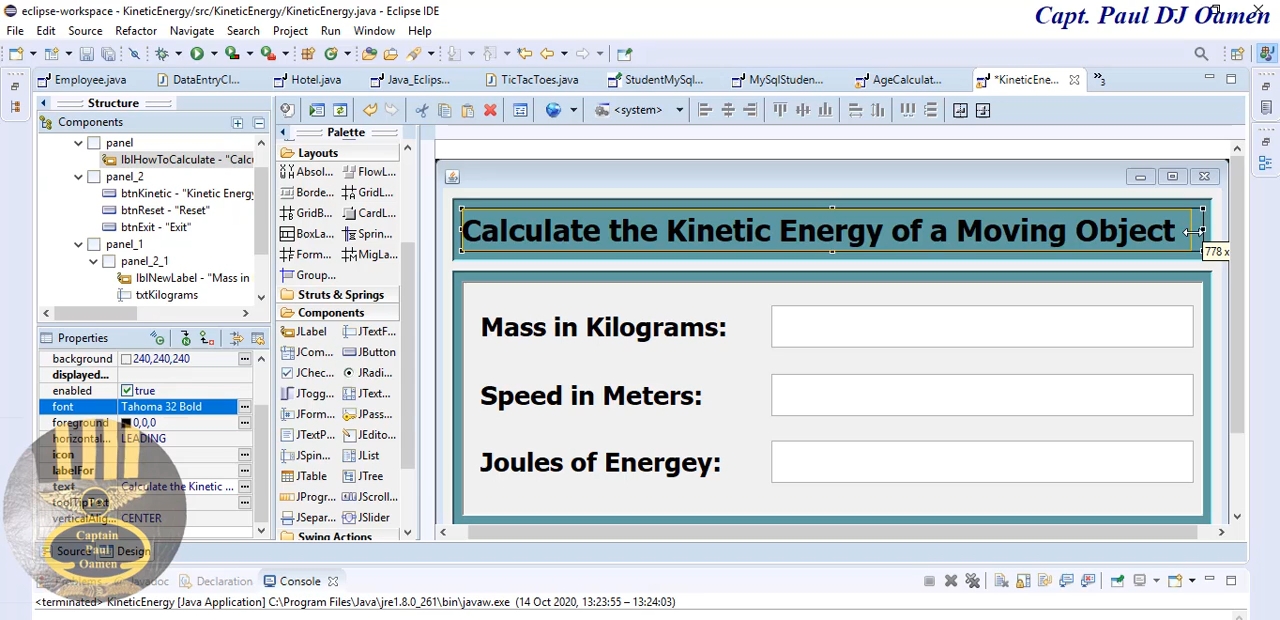 eclipse-workspace - KineticEnergy/src/KineticEnergy/KineticEnergy.java - Eclipse IDE
Capt. Paul DJ Oamen
File Edit Source Refactor Navigate Search Project Run Window Help
Employee.java DataEntryCl... Hotel.java Java_Eclips... TicTacToes.java StudentMySql... MySqlStuden... AgeCalculat... *KineticEne... »3
Structure
Components
panel
lblHowToCalculate - "Calc
panel_2
btnKinetic - "Kinetic Energy
btnReset - "Reset"
btnExit - "Exit"
panel_1
panel_2_1
lblNewLabel - "Mass in
txtKilograms
Properties
background 240,240,240
displayed...
enabled true
font Tahoma 32 Bold
foreground 0,0,0
horizontal... LEADING
icon
labelFor
text Calculate the Kinetic ...
toolTipText
verticalAlig... CENTER
Source Design
Captain
Paul
Oamen
<system>
Palette
Layouts
Absol... FlowL...
Borde... GridL...
GridB... CardL...
BoxLa... Sprin...
Form... MigLa...
Group...
Struts & Springs
Components
JLabel JTextF...
JCom... JButton
JChec... JRadi...
JTogg... JText...
JForm... JPass...
JTextP... JEdito...
JSpin... JList
JTable JTree
JProgr... JScroll...
JSepar... JSlider
Swing Actions
Calculate the Kinetic Energy of a Moving Object
778 x
Mass in Kilograms:
Speed in Meters:
Joules of Energey:
Problems Javadoc Declaration Console
<terminated> KineticEnergy [Java Application] C:\Program Files\Java\jre1.8.0_261\bin\javaw.exe (14 Oct 2020, 13:23:55 – 13:24:03)